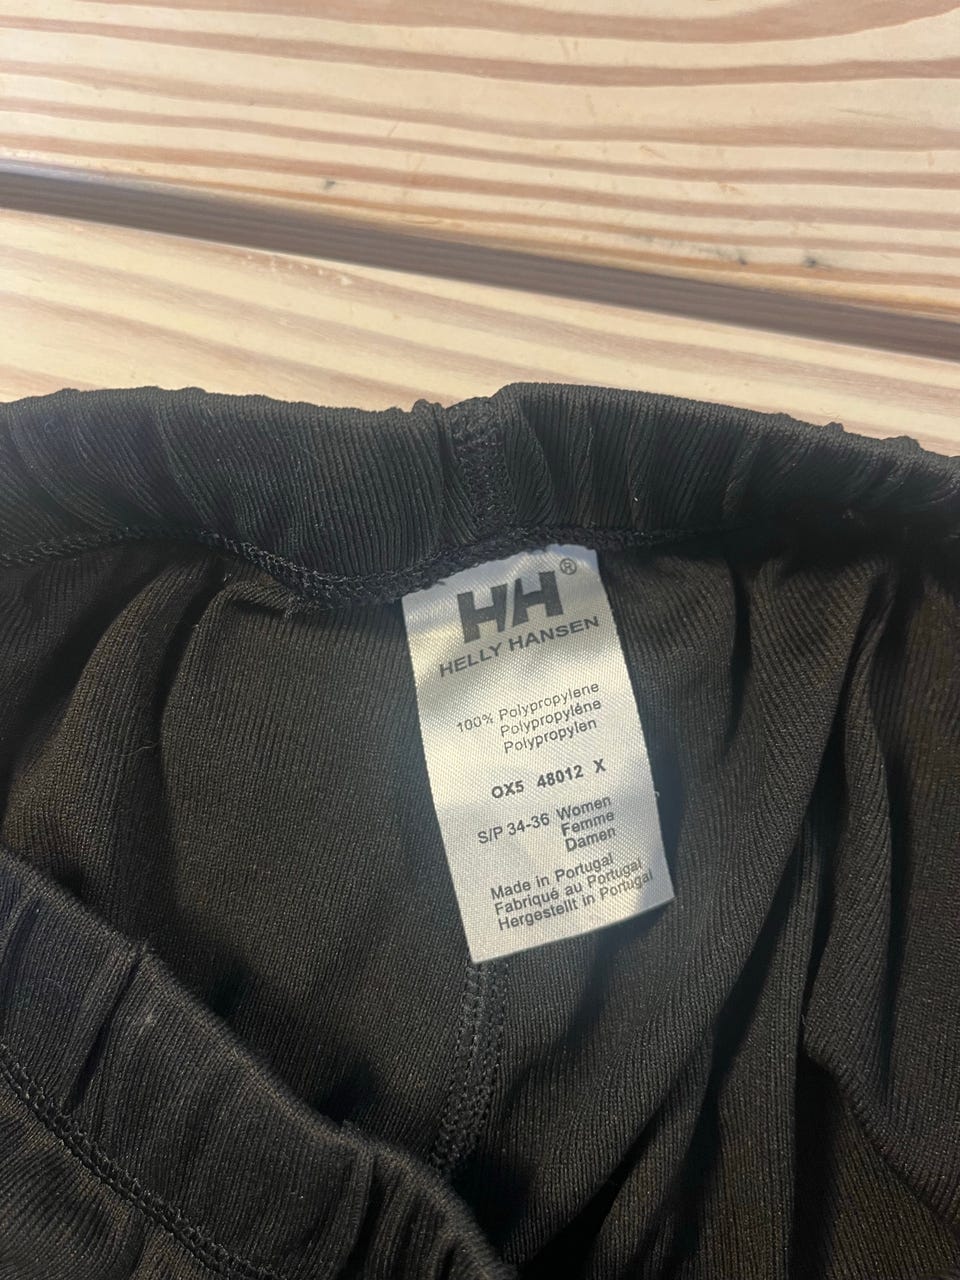 HH®
HELLY HANSEN
100% Polypropylene
Polypropylène
Polypropylen
OX5 48012 X
S/P 34-36 Women
Femme
Damen
Made in Portugal
Fabriqué au Portugal
Hergestellt in Portugal